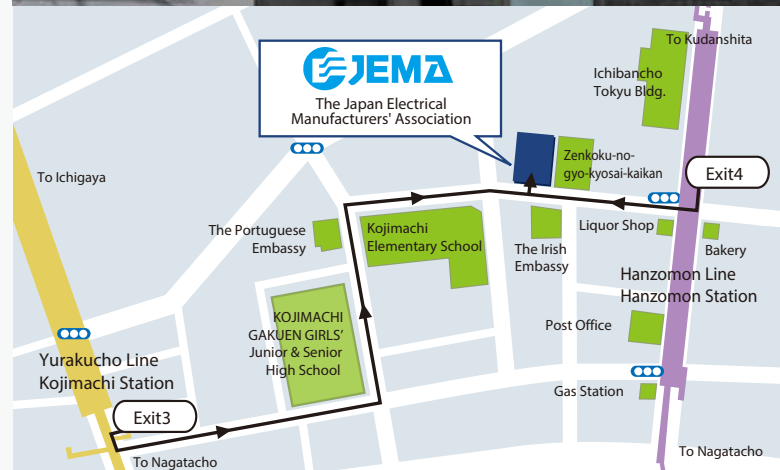 To Kudanshita
JEMA
The Japan Electrical
Manufacturers' Association
Ichibancho
Tokyu Bldg.
Zenkoku-no-
gyo-kyosai-kaikan
Exit4
To Ichigaya
The Portuguese
Embassy
Kojimachi
Elementary School
The Irish
Embassy
Liquor Shop
Bakery
Hanzomon Line
Hanzomon Station
KOJIMACHI
GAKUEN GIRLS'
Junior & Senior
High School
Post Office
Yurakucho Line
Kojimachi Station
Gas Station
Exit3
To Nagatacho
To Nagatacho